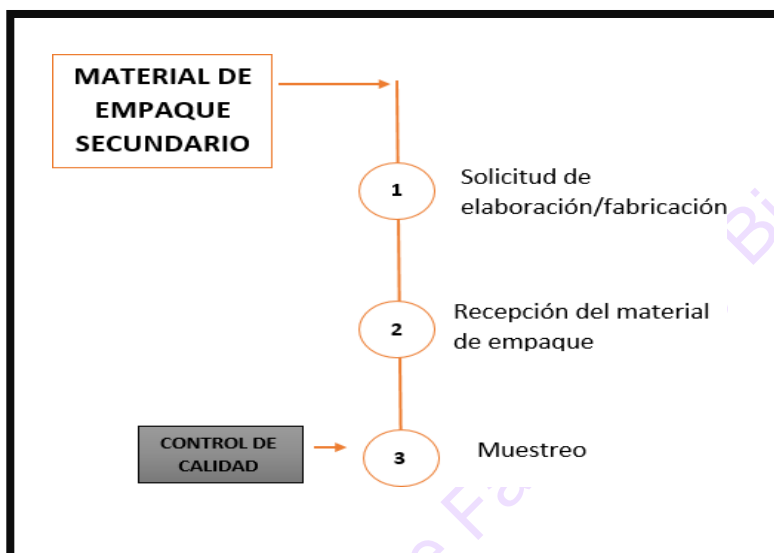 MATERIAL DE
EMPAQUE
SECUNDARIO
1
Solicitud de
elaboración/fabricación
2
Recepción del material
de empaque
CONTROL DE
CALIDAD
3
Muestreo